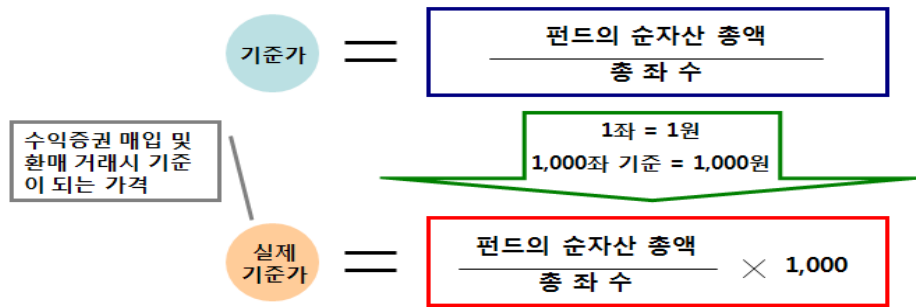 기준가
=
펀드의 순자산 총액
총 좌 수
수익증권 매입 및
환매 거래시 기준
이 되는 가격
1좌 = 1원
1,000좌 기준 = 1,000원
실제
기준가
=
펀드의 순자산 총액
총 좌 수
× 1,000